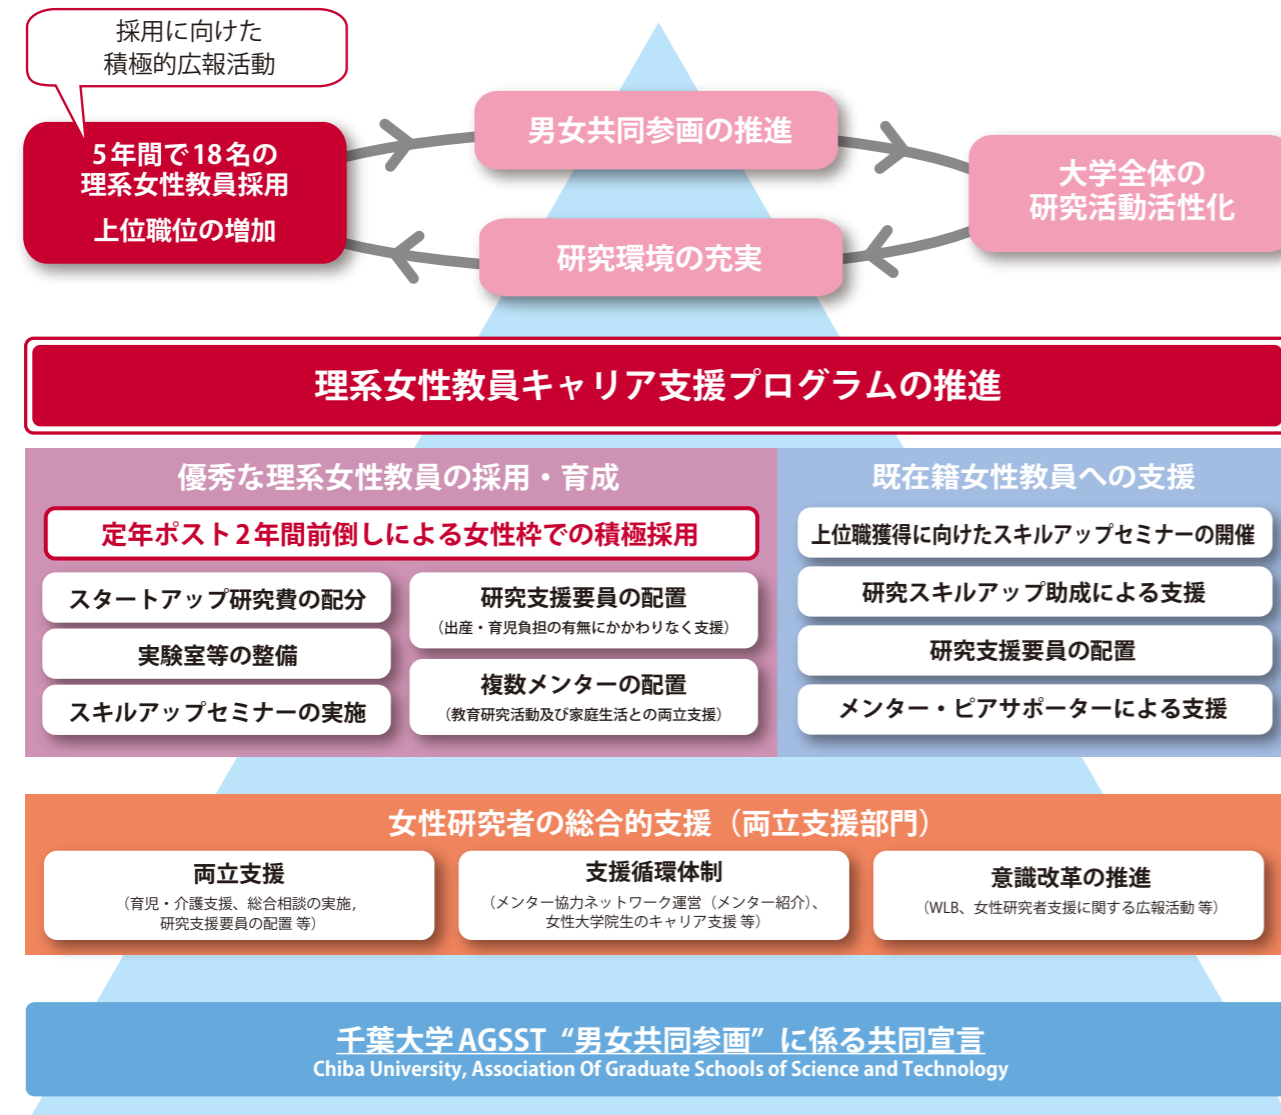 採用に向けた
積極的広報活動
5年間で18名の
理系女性教員採用
上位職位の増加
男女共同参画の推進
大学全体の
研究活動活性化
研究環境の充実
理系女性教員キャリア支援プログラムの推進
優秀な理系女性教員の採用・育成
定年ポスト2年間前倒しによる女性枠での積極採用
スタートアップ研究費の配分
実験室等の整備
スキルアップセミナーの実施
研究支援要員の配置
（出産・育児負担の有無にかかわりなく支援）
複数メンターの配置
（教育研究活動及び家庭生活との両立支援）
既在籍女性教員への支援
上位職獲得に向けたスキルアップセミナーの開催
研究スキルアップ助成による支援
研究支援要員の配置
メンター・ピアサポーターによる支援
女性研究者の総合的支援（両立支援部門）
両立支援
（育児・介護支援、総合相談の実施,
研究支援要員の配置 等）
支援循環体制
（メンター協力ネットワーク運営（メンター紹介）、
女性大学院生のキャリア支援 等）
意識改革の推進
（WLB、女性研究者支援に関する広報活動 等）
千葉大学 AGSST “男女共同参画” に係る共同宣言
Chiba University, Association Of Graduate Schools of Science and Technology